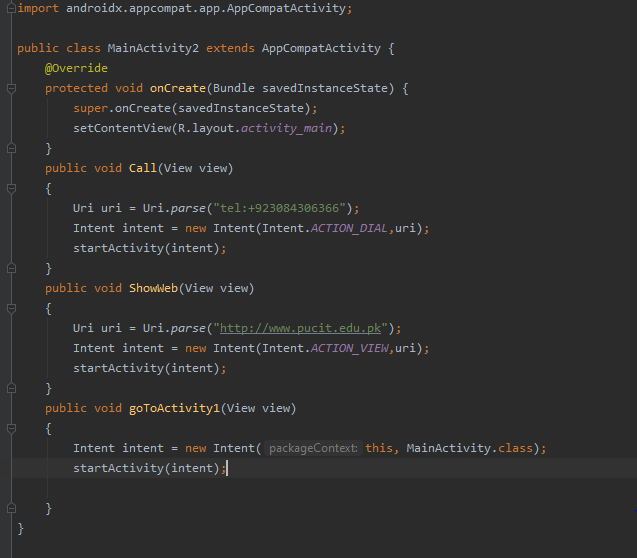 import androidx.appcompat.app.AppCompatActivity;
public class MainActivity2 extends AppCompatActivity {
@Override
protected void onCreate(Bundle savedInstanceState) {
super.onCreate(savedInstanceState);
setContentView(R.layout.activity_main);
}
public void Call(View view)
{
Uri uri = Uri.parse("tel:+923084306366");
Intent intent = new Intent(Intent.ACTION_DIAL,uri);
startActivity(intent);
}
public void ShowWeb(View view)
{
Uri uri = Uri.parse("http://www.pucit.edu.pk");
Intent intent = new Intent(Intent.ACTION_VIEW,uri);
startActivity(intent);
}
public void goToActivity1(View view)
{
Intent intent = new Intent( packageContext: this, MainActivity.class);
startActivity(intent);
}
}